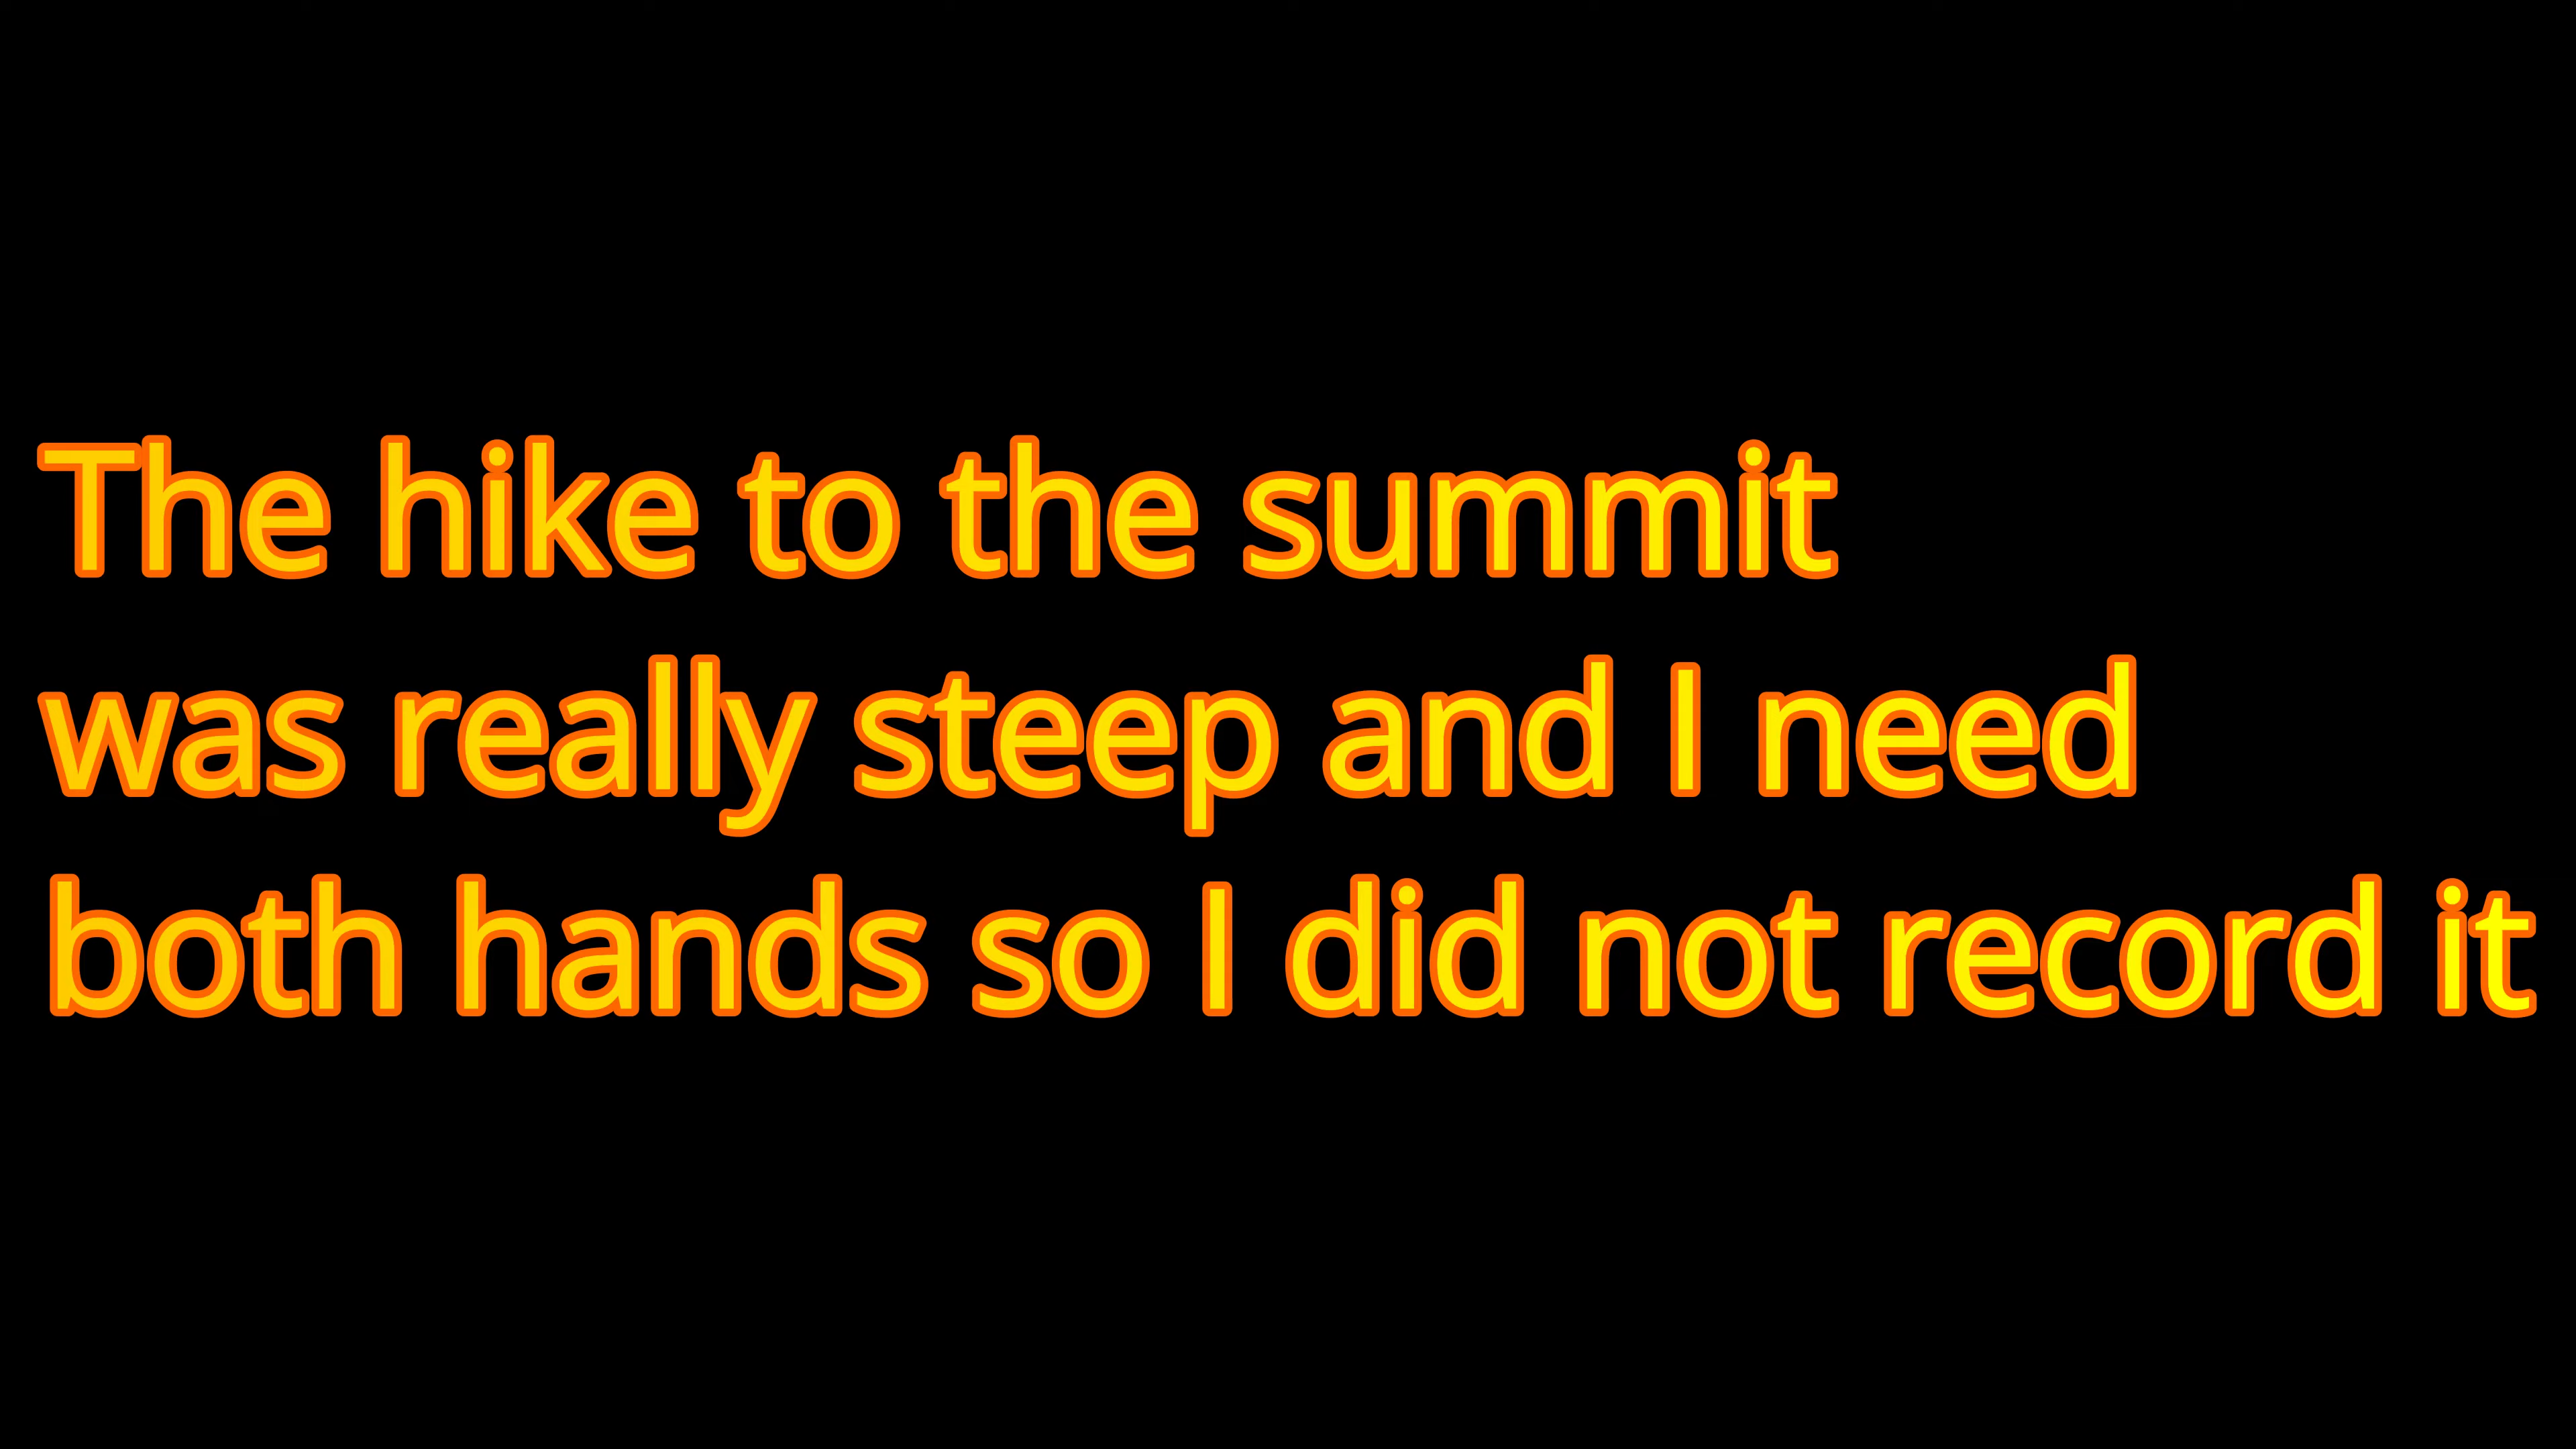 The hike to the summit
was really steep and I need
both hands so I did not record it